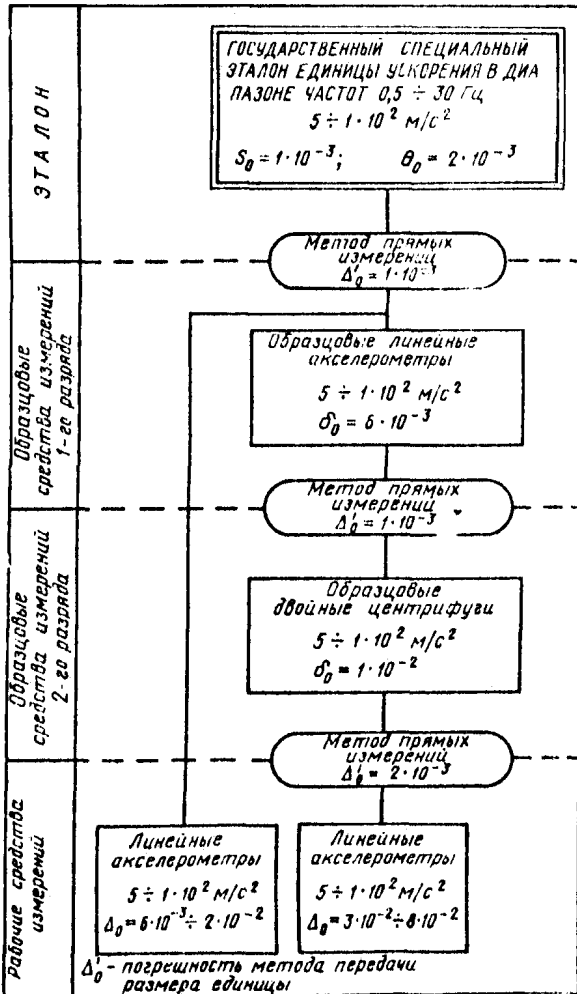 ЭТАЛОН
ГОСУДАРСТВЕННЫЙ СПЕЦИАЛЬНЫЙ
ЭТАЛОН ЕДИНИЦЫ УСКОРЕНИЯ В ДИА
ПАЗОНЕ ЧАСТОТ 0,5 ÷ 30 Гц
5 ÷ 1·10² м/с²
S₀ = 1·10⁻³; Θ₀ = 2·10⁻³
Метод прямых
измерений
Δ'₀ = 1·10⁻³
Образцовые
средства измерений
1-го разряда
Образцовые линейные
акселерометры
5 ÷ 1·10² м/с²
δ₀ = 6·10⁻³
Метод прямых
измерений
Δ'₀ = 1·10⁻³
Образцовые
средства измерений
2-го разряда
Образцовые
двойные центрифуги
5 ÷ 1·10² м/с²
δ₀ = 1·10⁻²
Метод прямых
измерений
Δ'₀ = 2·10⁻³
Рабочие средства
измерений
Линейные
акселерометры
5 ÷ 1·10² м/с²
Δ₀ = 6·10⁻³ ÷ 2·10⁻²
Линейные
акселерометры
5 ÷ 1·10² м/с²
Δ₀ = 3·10⁻² ÷ 8·10⁻²
Δ'₀ - погрешность метода передачи
размера единицы